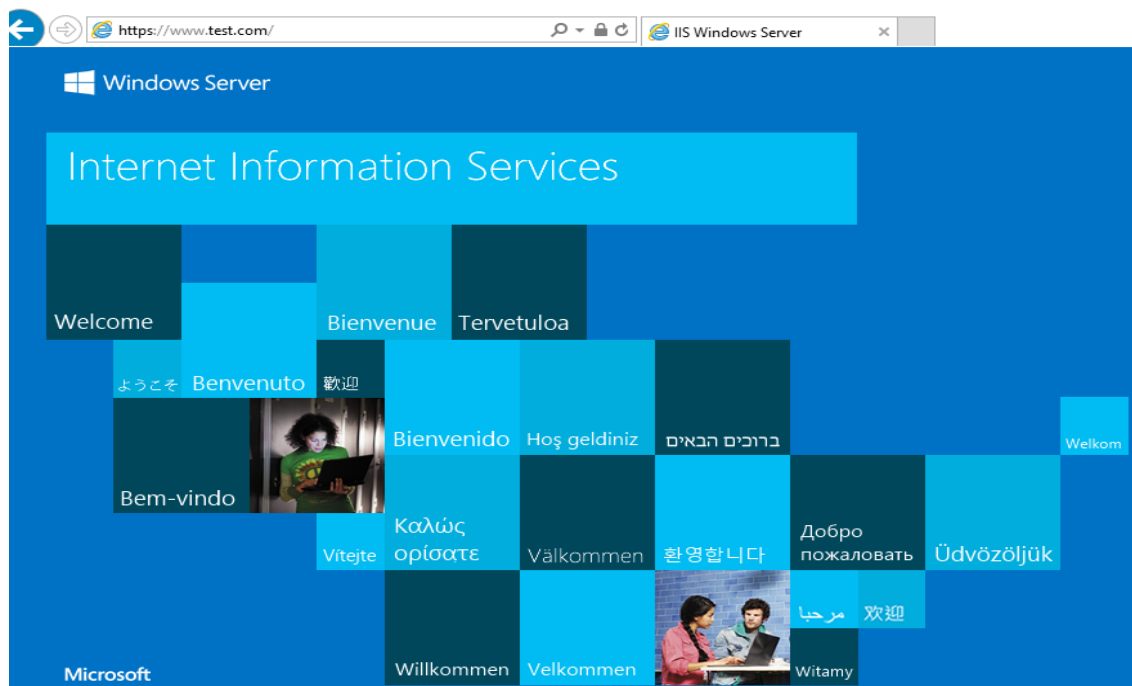 https://www.test.com/
IIS Windows Server
Windows Server
Internet Information Services
Welcome
Bienvenue
Tervetuloa
ようこそ
Benvenuto
歡迎
Bienvenido
Hoş geldiniz
ברוכים הבאים
Welkom
Bem-vindo
Vítejte
Καλώς
ορίσατε
Välkommen
환영합니다
Добро
пожаловать
Üdvözöljük
مرحبا
欢迎
Microsoft
Willkommen
Velkommen
Witamy